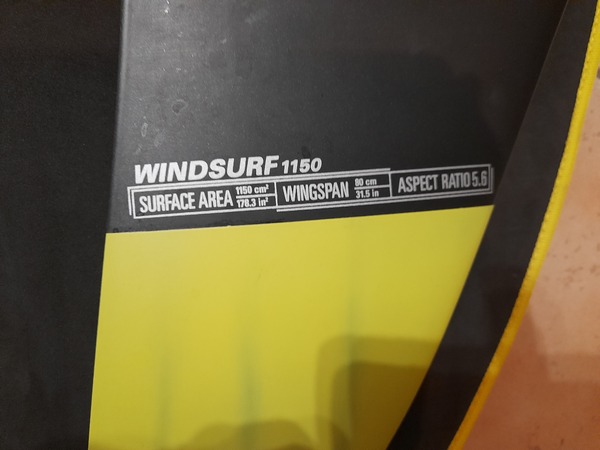 WINDSURF 1150
SURFACE AREA 1150 cm² 178.3 in² WINGSPAN 80 cm 31.5 in ASPECT RATIO 5.6